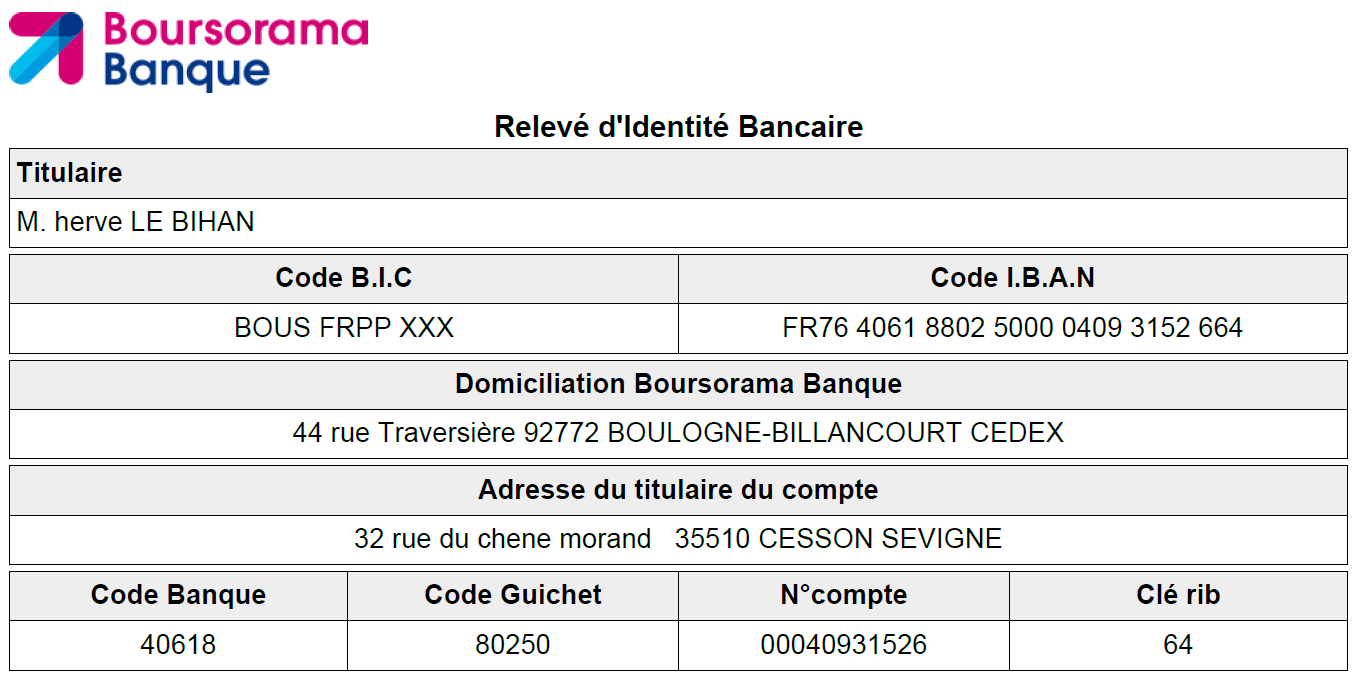 Boursorama
Banque
Relevé d'Identité Bancaire
Titulaire
M. herve LE BIHAN
Code B.I.C Code I.B.A.N
BOUS FRPP XXX FR76 4061 8802 5000 0409 3152 664
Domiciliation Boursorama Banque
44 rue Traversière 92772 BOULOGNE-BILLANCOURT CEDEX
Adresse du titulaire du compte
32 rue du chene morand 35510 CESSON SEVIGNE
Code Banque Code Guichet N°compte Clé rib
40618 80250 00040931526 64